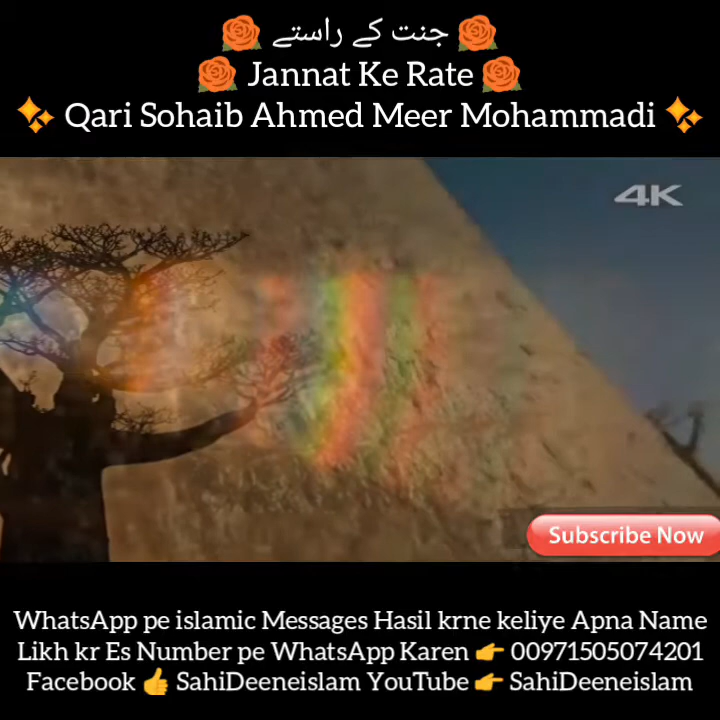 🌹 جنت کے راستے 🌹
🌹 Jannat Ke Rate 🌹
✨ Qari Sohaib Ahmed Meer Mohammadi ✨
4K
Subscribe Now
WhatsApp pe islamic Messages Hasil krne keliye Apna Name
Likh kr Es Number pe WhatsApp Karen 👉 00971505074201
Facebook 👍 SahiDeeneislam YouTube 👉 SahiDeeneislam